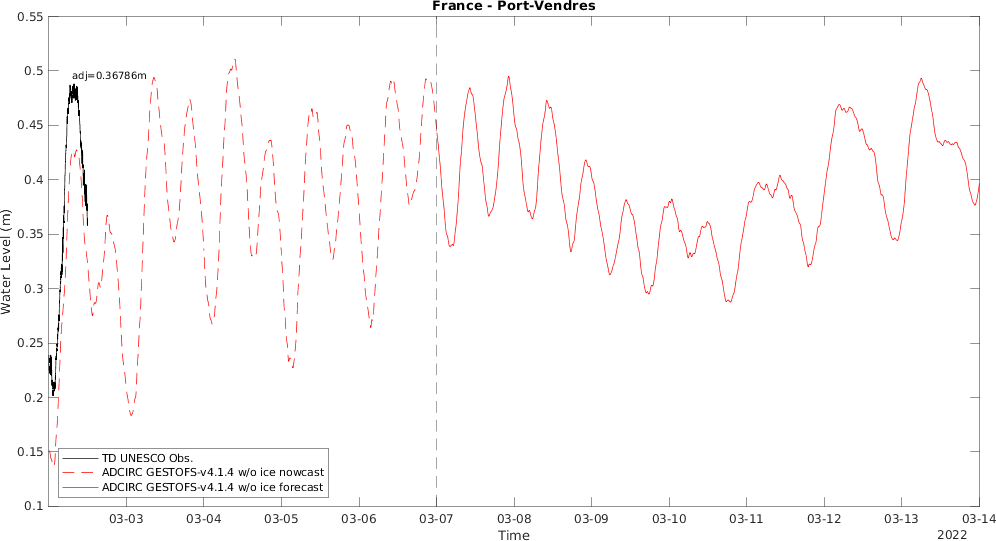 France - Port-Vendres
0.55
0.5
0.45
0.4
0.35
0.3
0.25
0.2
0.15
0.1
Water Level (m)
adj=0.36786m
TD UNESCO Obs.
ADCIRC GESTOFS-v4.1.4 w/o ice nowcast
ADCIRC GESTOFS-v4.1.4 w/o ice forecast
03-03 03-04 03-05 03-06 03-07 03-08 03-09 03-10 03-11 03-12 03-13 03-14
Time
2022